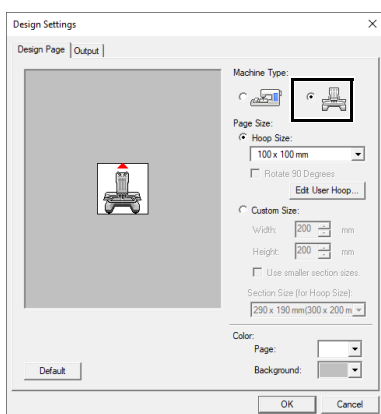 Design Settings
Design Page
Output
Machine Type:
Page Size:
Hoop Size:
100 x 100 mm
Rotate 90 Degrees
Edit User Hoop...
Custom Size:
Width: 200 mm
Height: 200 mm
Use smaller section sizes.
Section Size (for Hoop Size):
290 x 190 mm(300 x 200 m
Color:
Page:
Background:
Default
OK
Cancel